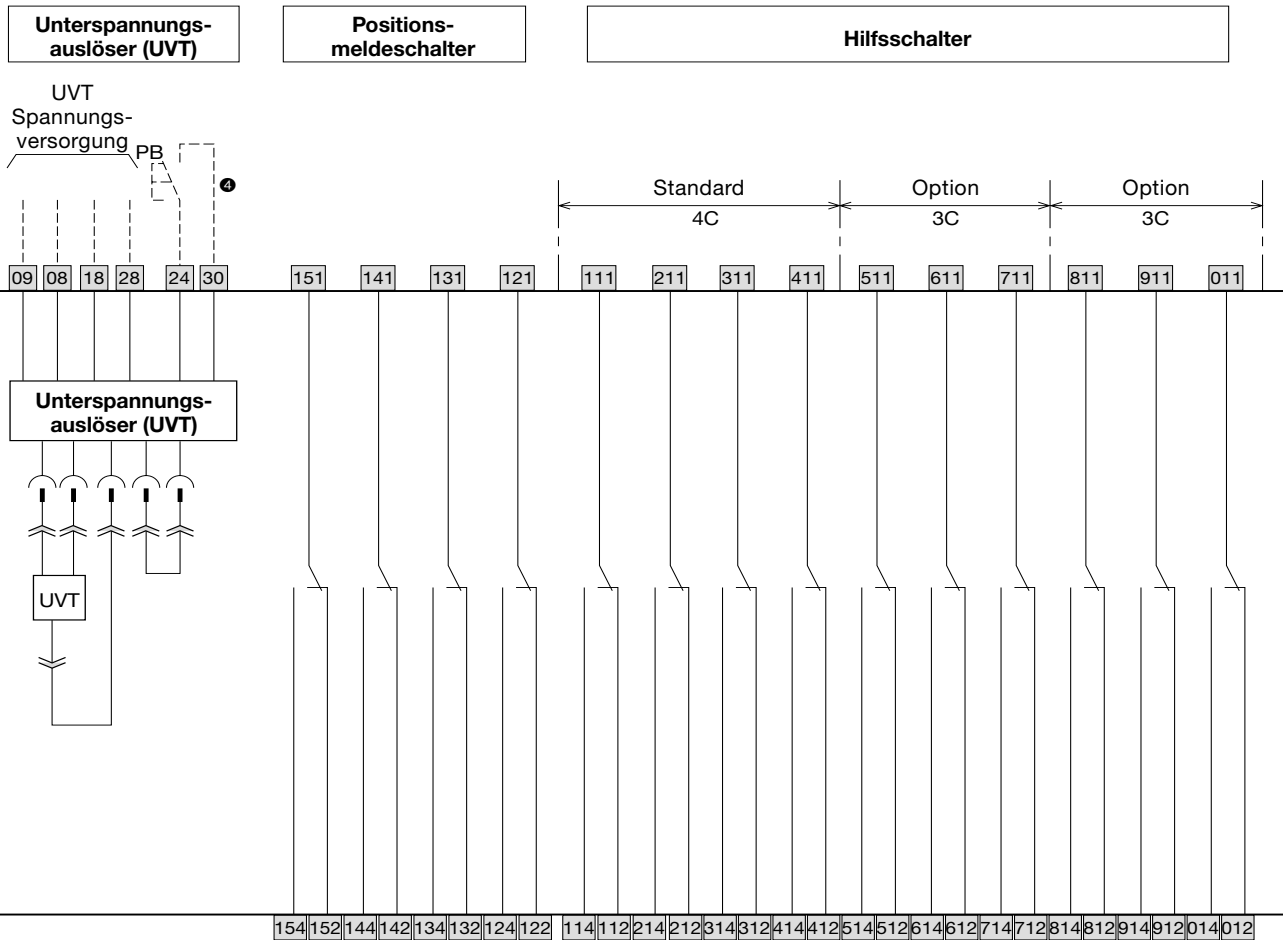 Unterspannungs-
auslöser (UVT)
Positions-
meldeschalter
Hilfsschalter
UVT
Spannungs-
versorgung
PB
❹
Standard
4C
Option
3C
Option
3C
09 08 18 28 24 30 151 141 131 121 111 211 311 411 511 611 711 811 911 011
Unterspannungs-
auslöser (UVT)
UVT
154 152 144 142 134 132 124 122 114 112 214 212 314 312 414 412 514 512 614 612 714 712 814 812 914 912 014 012